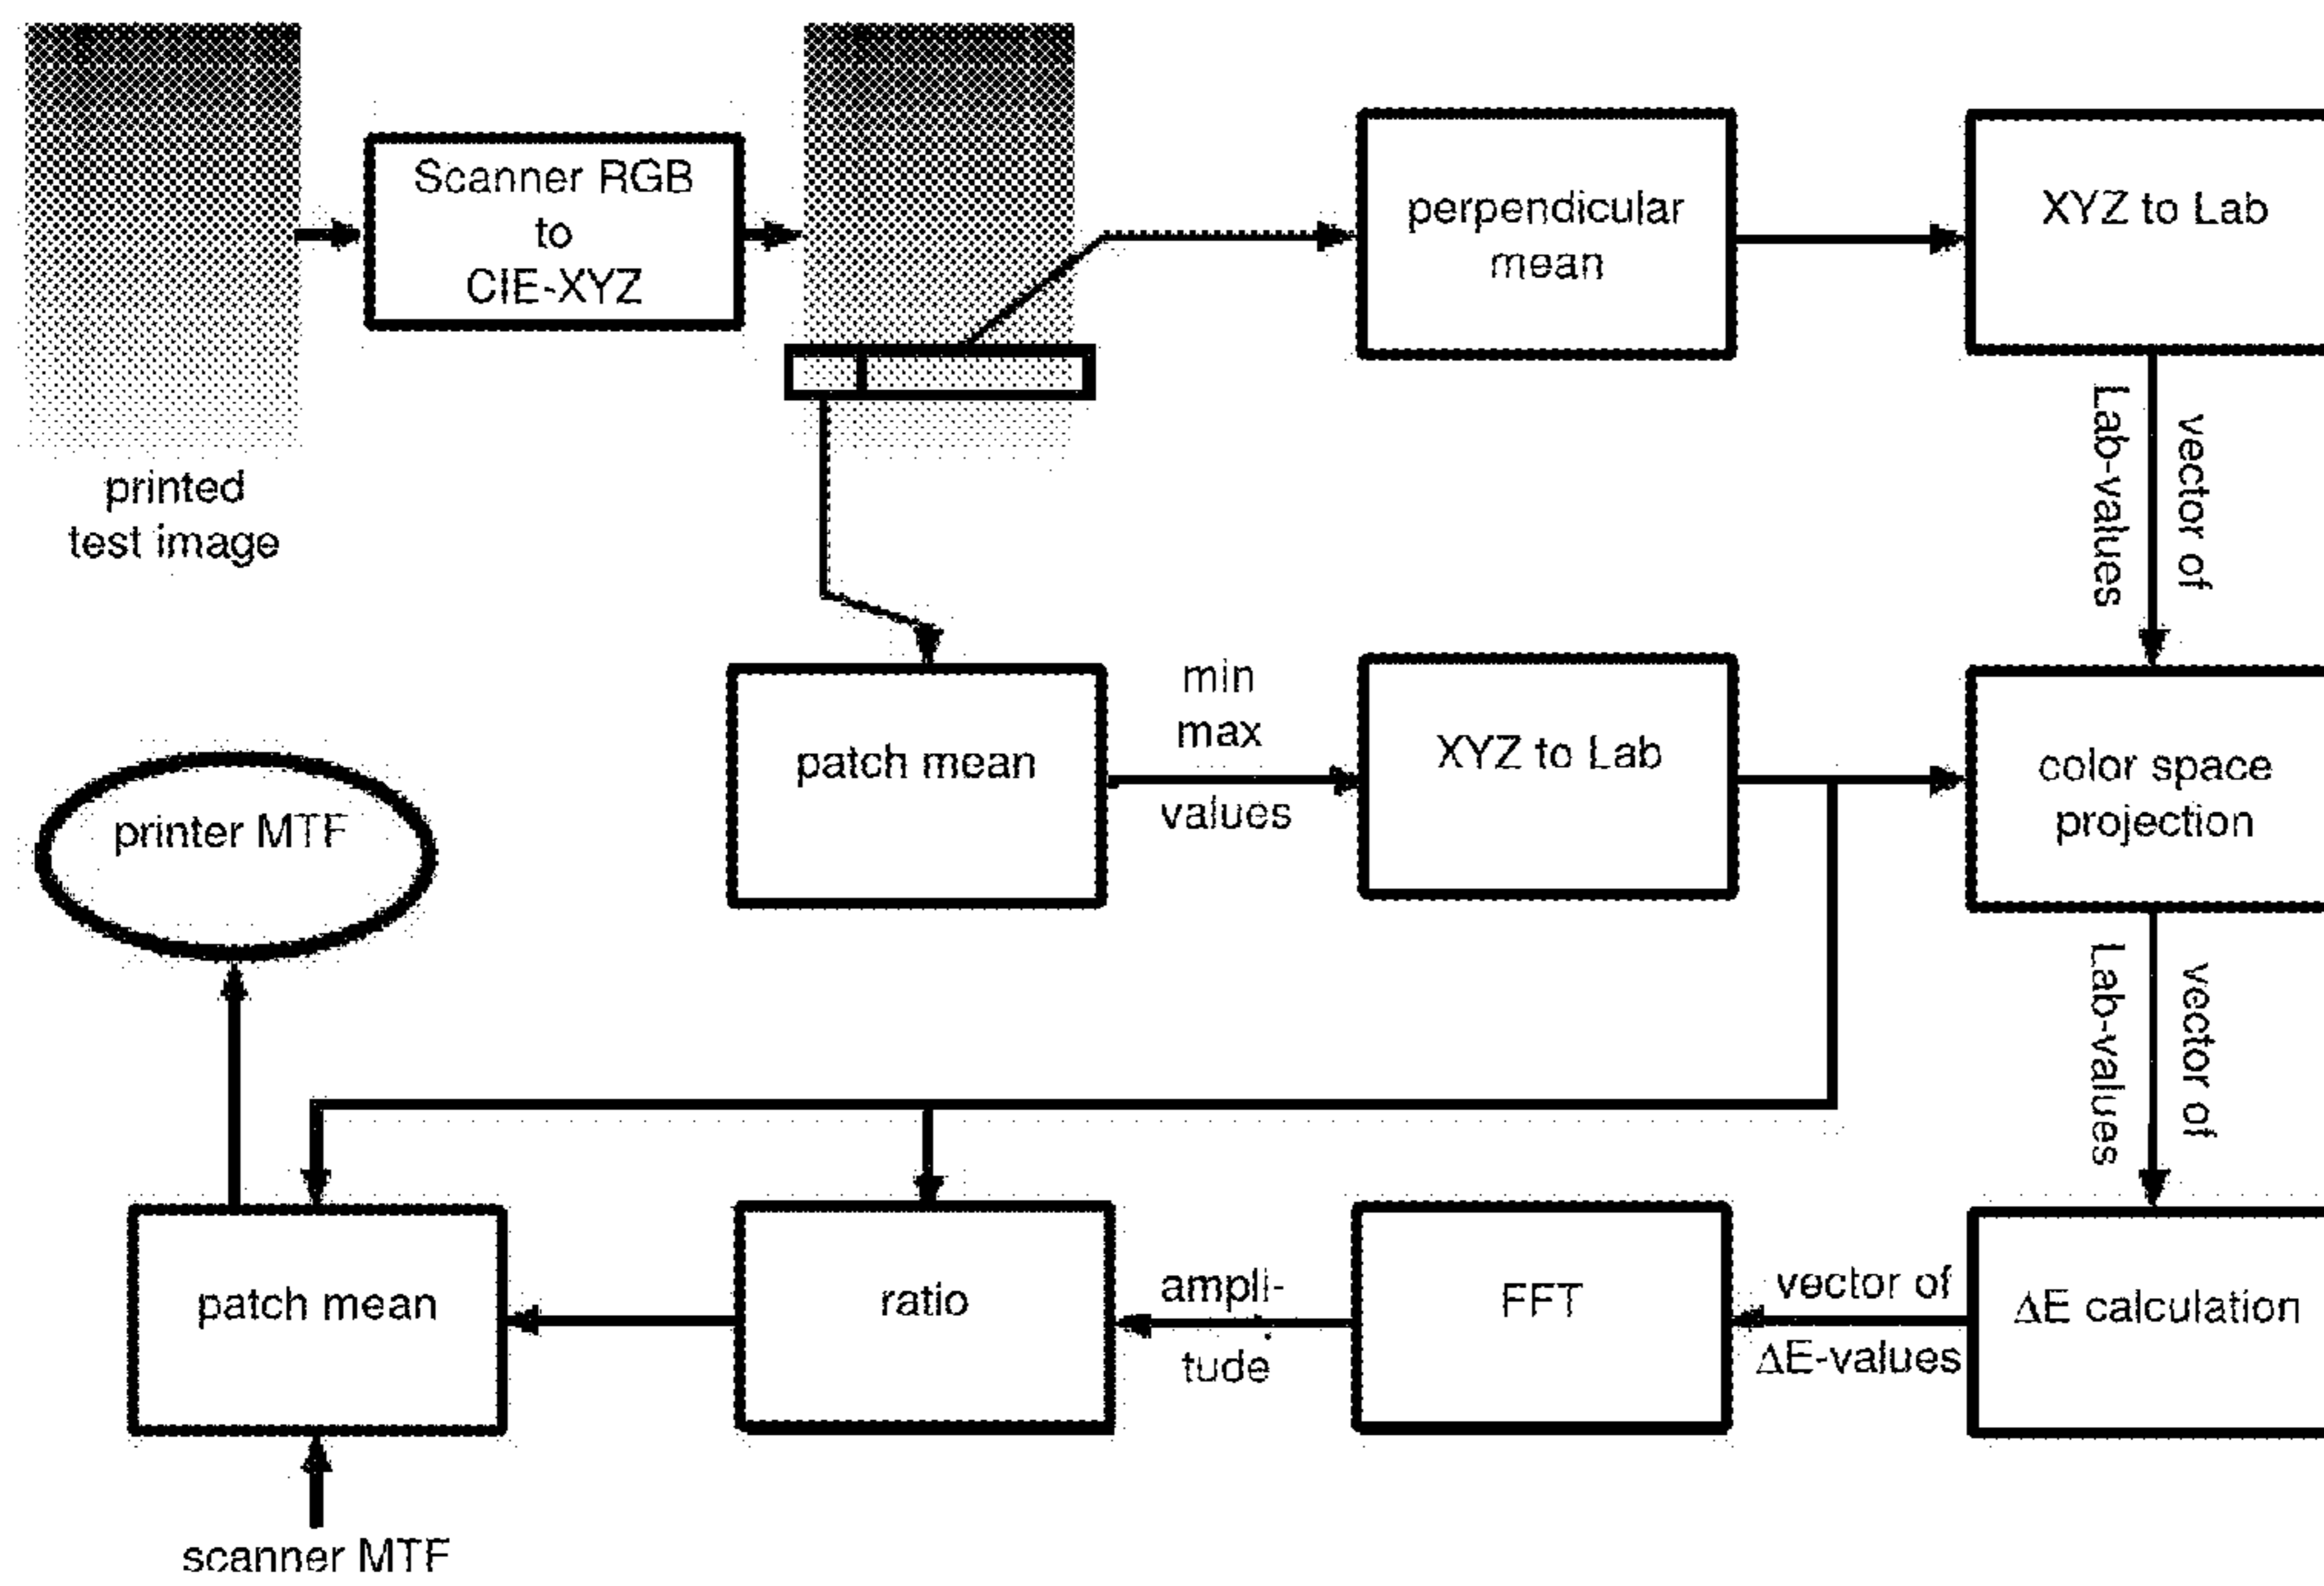 Scanner RGB
to
CIE-XYZ
perpendicular
mean
XYZ to Lab
printed
test image
vector of
Lab-values
patch mean
min
max
values
XYZ to Lab
color space
projection
printer MTF
vector of
Lab-values
patch mean
ratio
ampli-
tude
FFT
vector of
ΔE-values
ΔE calculation
scanner MTF